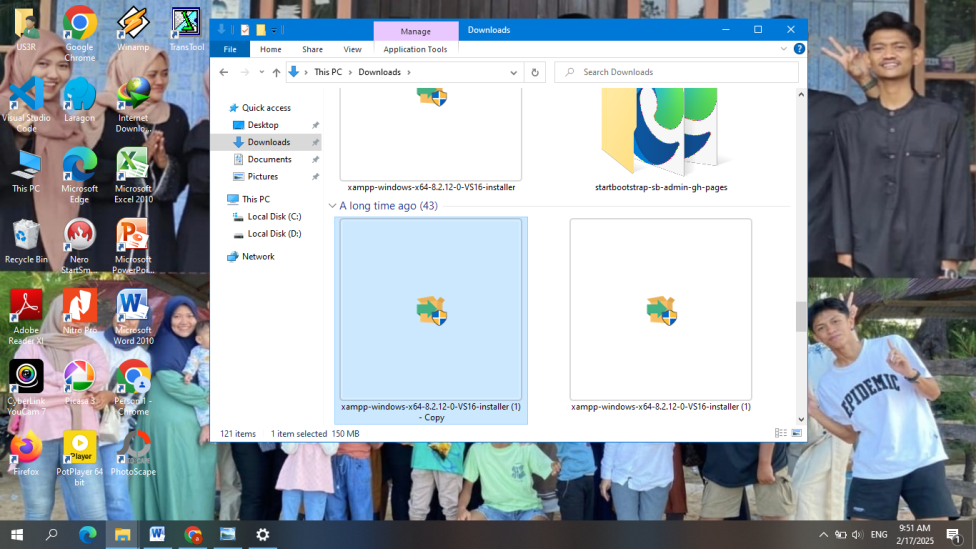 US3R
Google
Chrome
Winamp
TransTool
Visual Studio
Code
Laragon
Internet
Downlo...
This PC
Microsoft
Edge
Microsoft
Excel 2010
Recycle Bin
Nero
StartSm...
Microsoft
PowerPoi...
Adobe
Reader XI
Nitro Pro
Microsoft
Word 2010
CyberLink
YouCam 7
Picasa 3
Person 1 -
Chrome
Firefox
PotPlayer 64
bit
PhotoScape
Manage
Downloads
File
Home
Share
View
Application Tools
This PC > Downloads >
Search Downloads
Quick access
Desktop
Downloads
Documents
Pictures
This PC
Local Disk (C:)
Local Disk (D:)
Network
xampp-windows-x64-8.2.12-0-VS16-installer
startbootstrap-sb-admin-gh-pages
A long time ago (43)
xampp-windows-x64-8.2.12-0-VS16-installer (1)
- Copy
xampp-windows-x64-8.2.12-0-VS16-installer (1)
121 items
1 item selected 150 MB
EPIDEMIC
ENG
9:51 AM
2/17/2025
1